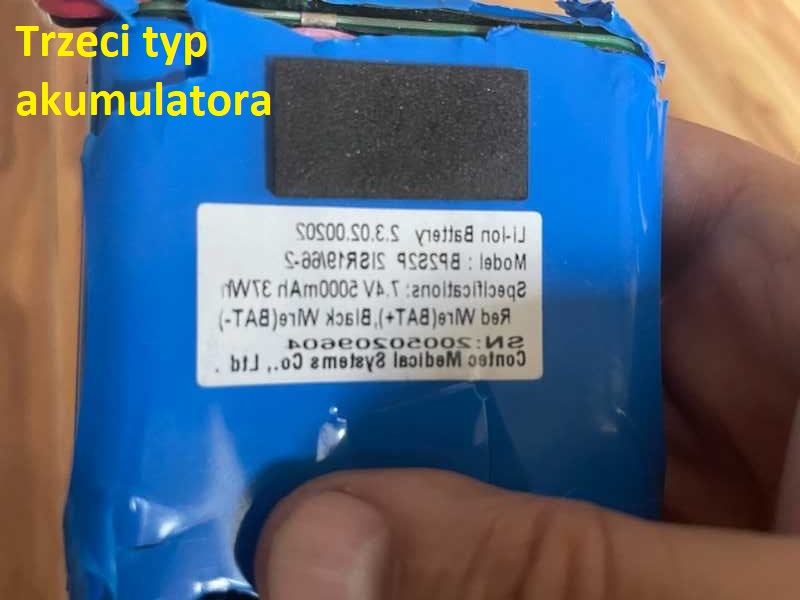 Trzeci typ
akumulatora
Li-Ion Battery 2.3.02.00202
Model : BP2S2P 2ISR19/66-2
Specifications: 7.4V 5000mAh 37Wh
Red Wire(BAT+),Black Wire(BAT-)
SN:20050209604
Contec Medical Systems Co., Ltd .